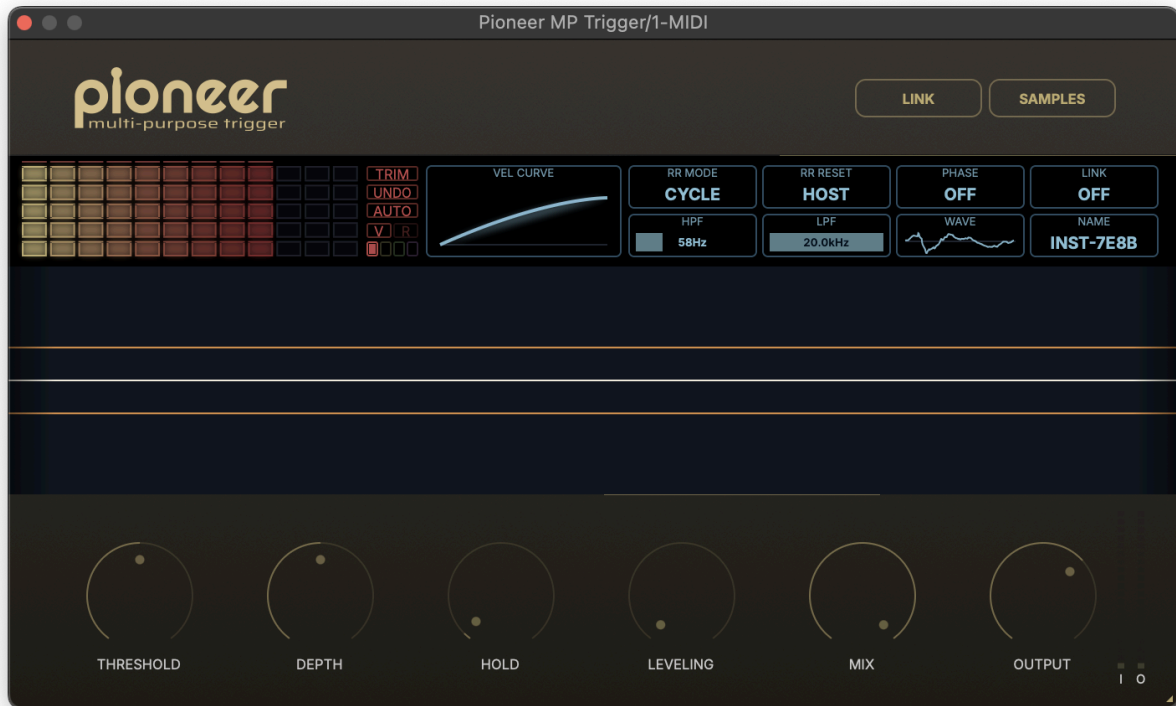 Pioneer MP Trigger/1-MIDI
pioneer
multi-purpose trigger
LINK
SAMPLES
TRIM
UNDO
AUTO
V R
VEL CURVE
RR MODE
CYCLE
RR RESET
HOST
PHASE
OFF
LINK
OFF
HPF
58Hz
LPF
20.0kHz
WAVE
NAME
INST-7E8B
THRESHOLD
DEPTH
HOLD
LEVELING
MIX
OUTPUT
I O